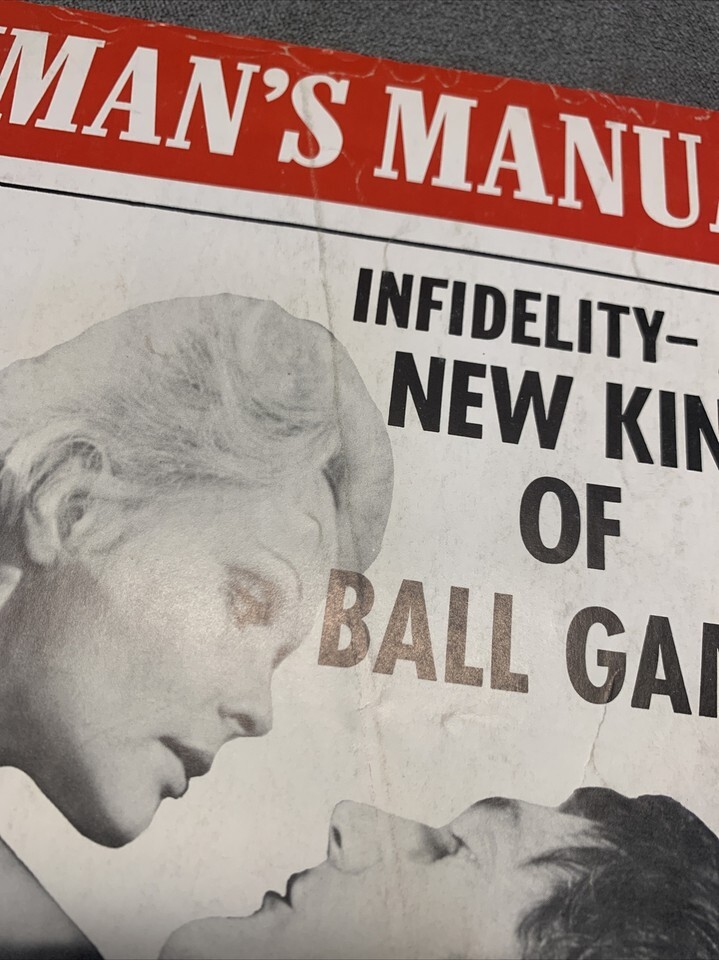 MAN'S MANU
INFIDELITY–
NEW KIN
OF
BALL GAM